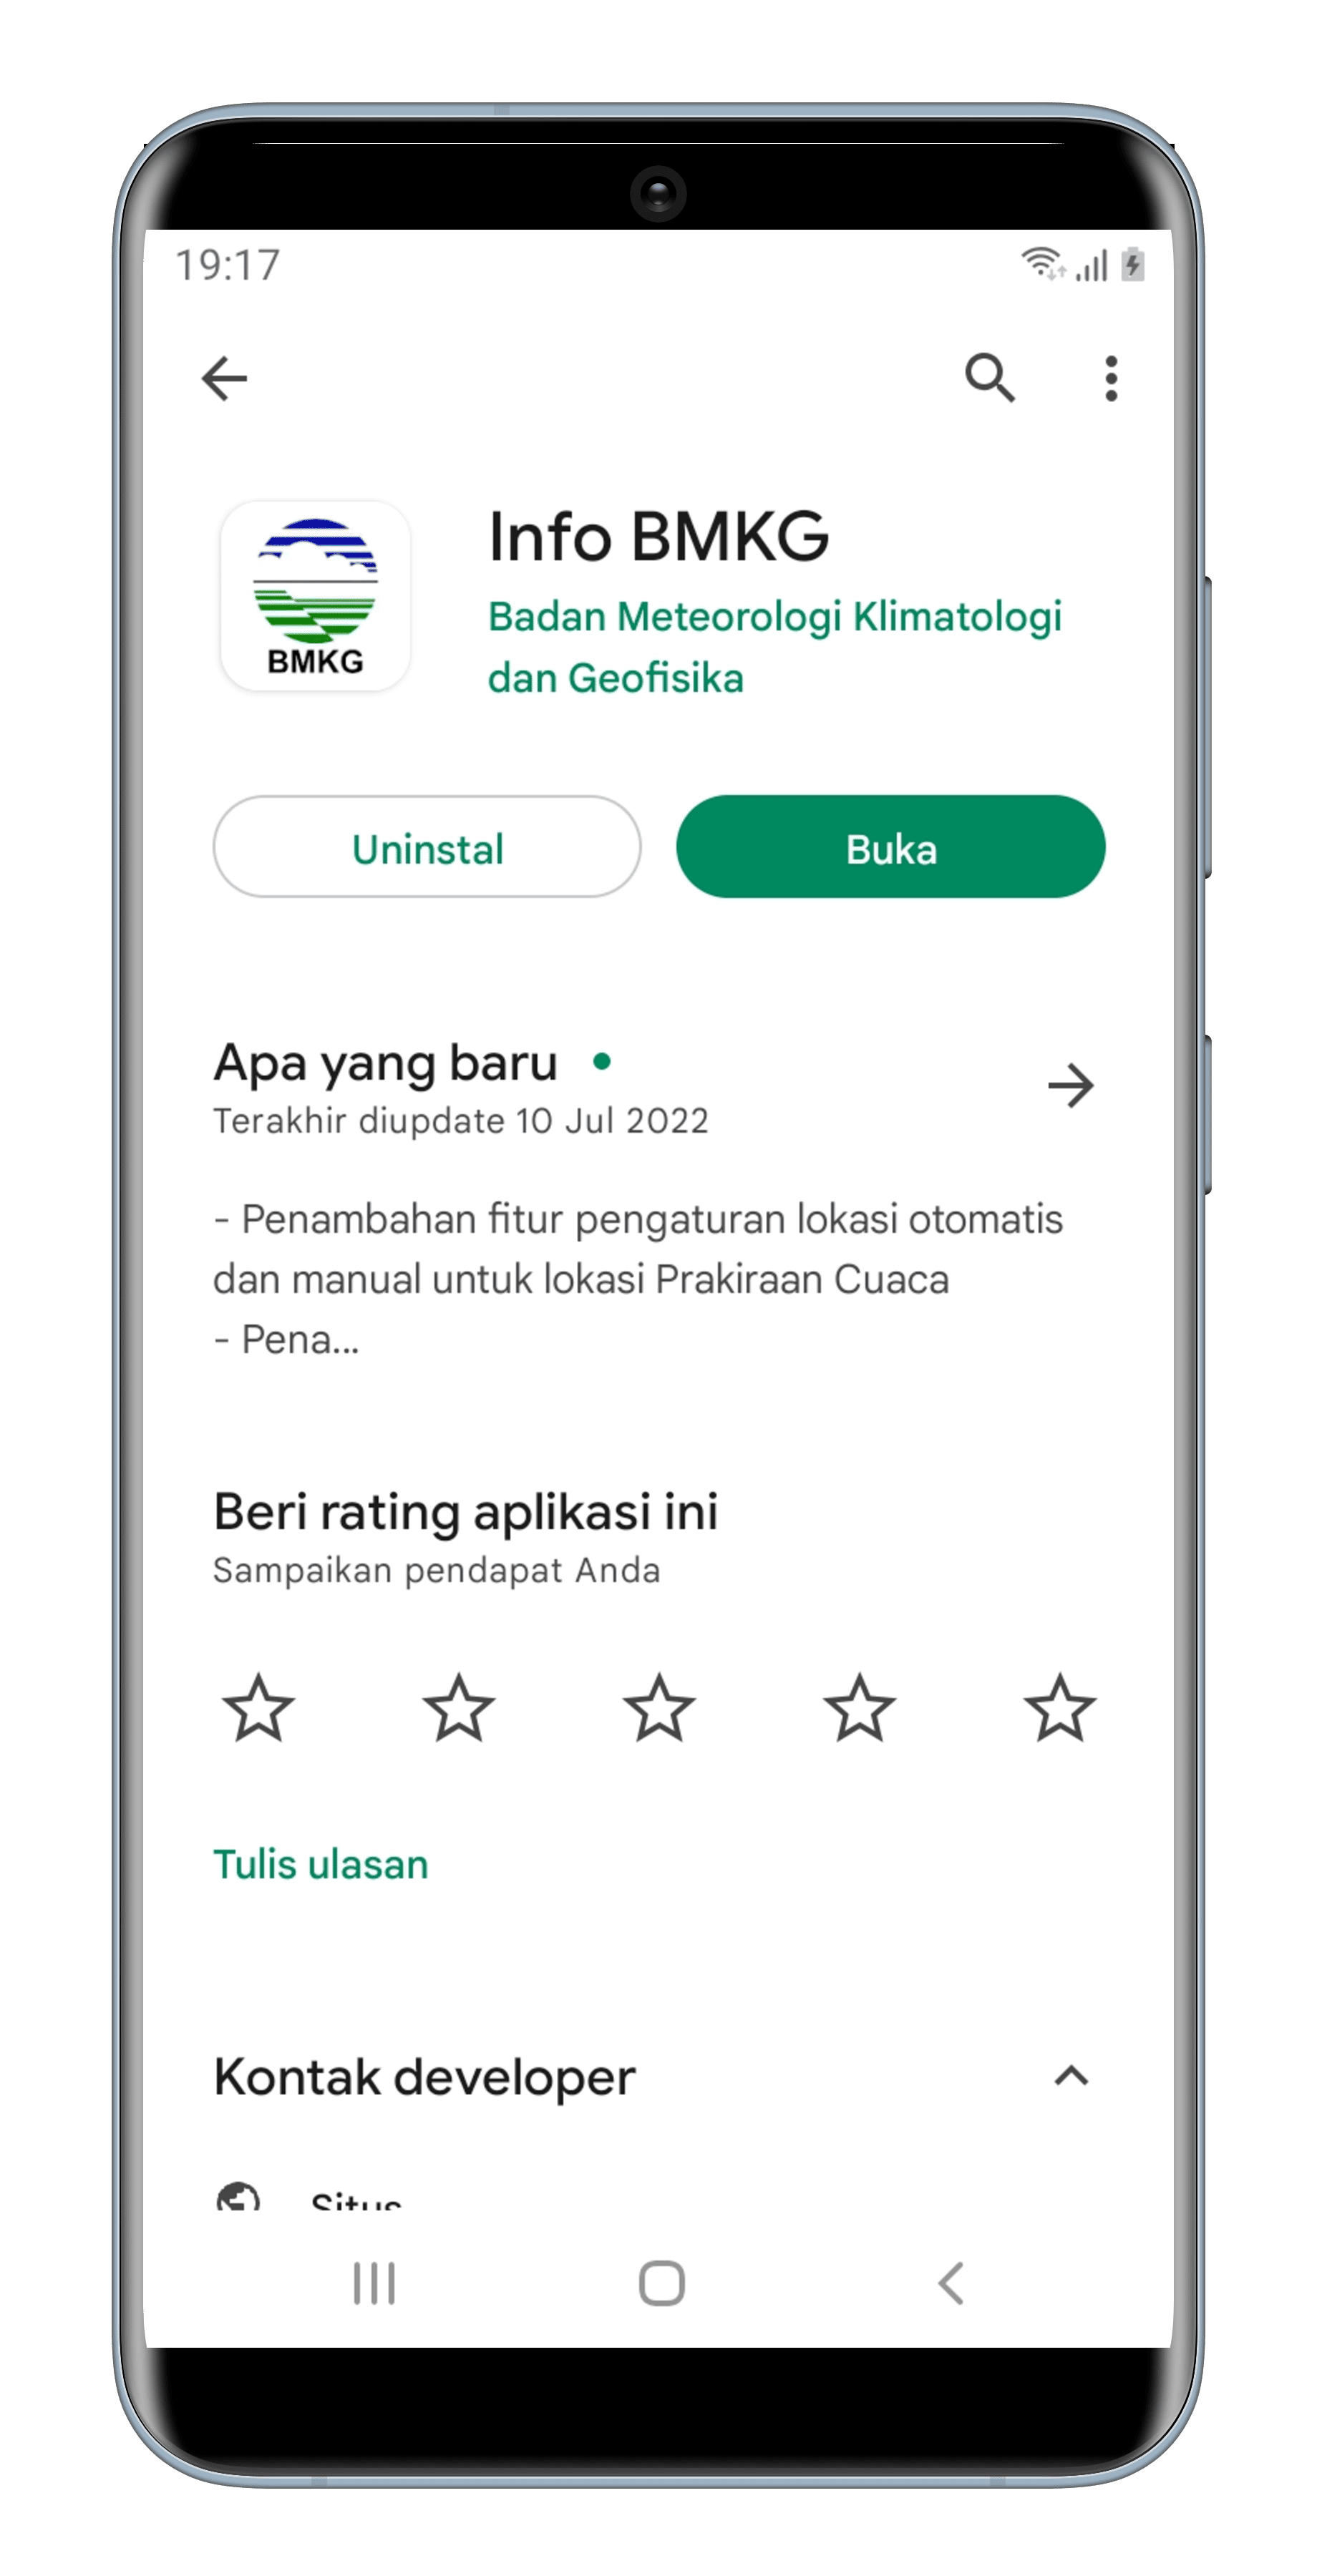 19:17
Info BMKG
Badan Meteorologi Klimatologi
dan Geofisika
BMKG
Uninstal
Buka
Apa yang baru
Terakhir diupdate 10 Jul 2022
- Penambahan fitur pengaturan lokasi otomatis
dan manual untuk lokasi Prakiraan Cuaca
- Pena...
Beri rating aplikasi ini
Sampaikan pendapat Anda
Tulis ulasan
Kontak developer
Situs